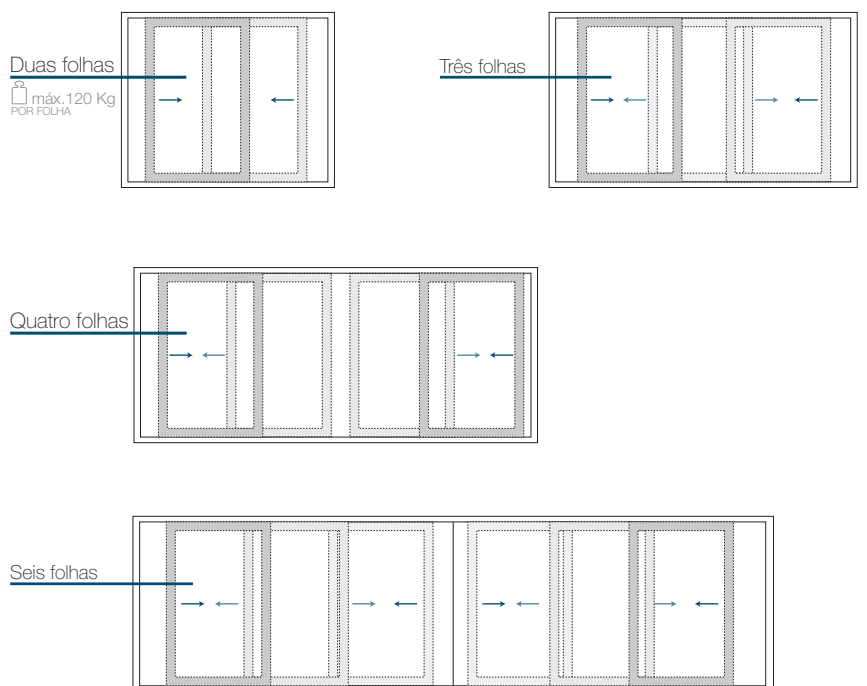 Duas folhas
máx.120 Kg
POR FOLHA
Três folhas
Quatro folhas
Seis folhas